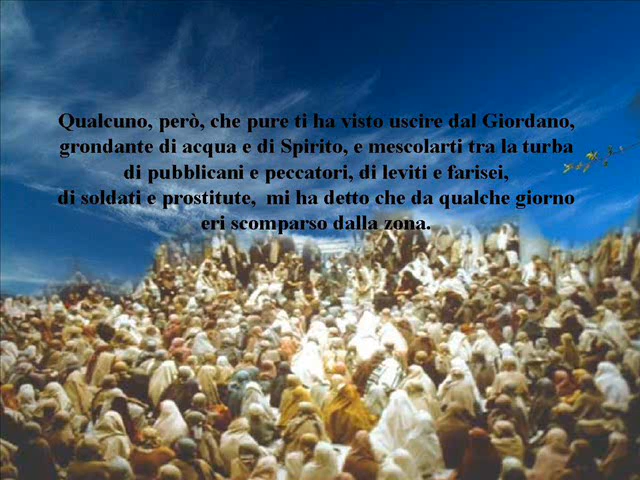 Qualcuno, però, che pure ti ha visto uscire dal Giordano,
grondante di acqua e di Spirito, e mescolarti tra la turba
di pubblicani e peccatori, di leviti e farisei,
di soldati e prostitute,  mi ha detto che da qualche giorno
eri scomparso dalla zona.